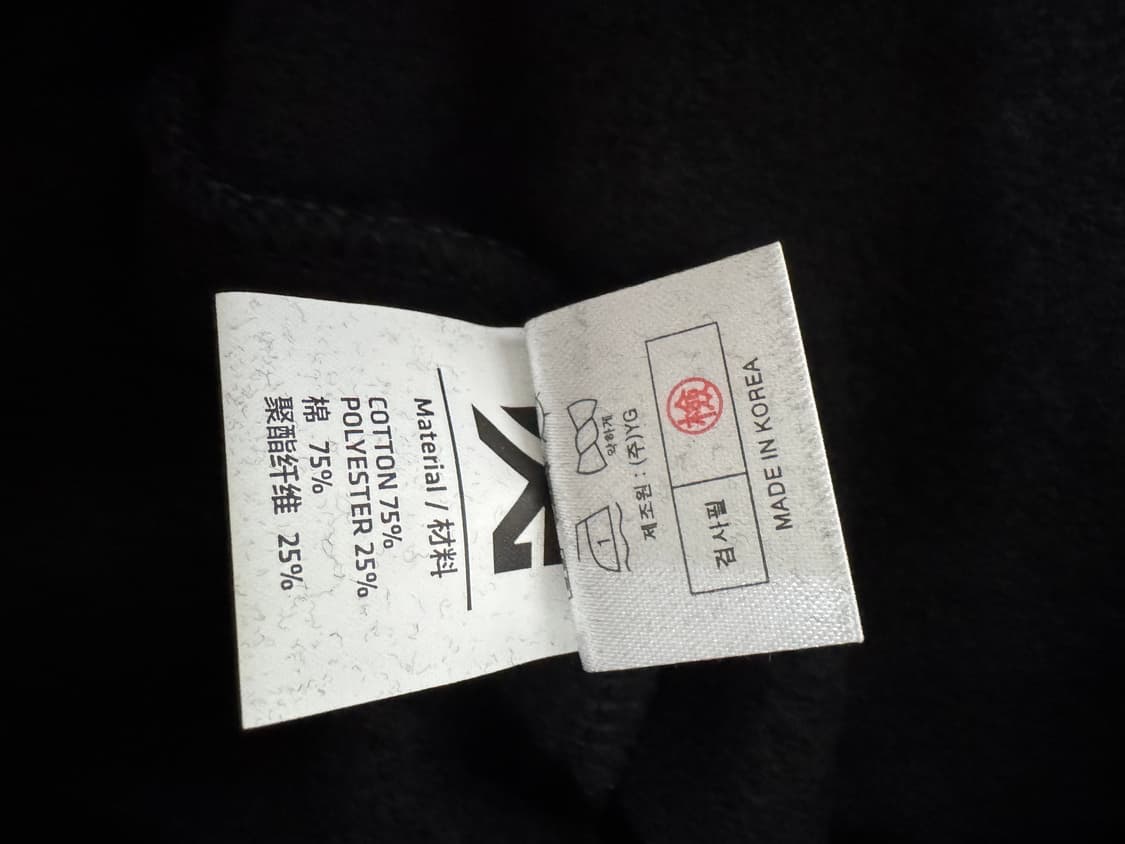 Material / 材料
COTTON 75%
POLYESTER 25%
棉 75%
聚酯纤维 25%
1
약하게
제조원 : (주)YG
검사필
檢
MADE IN KOREA